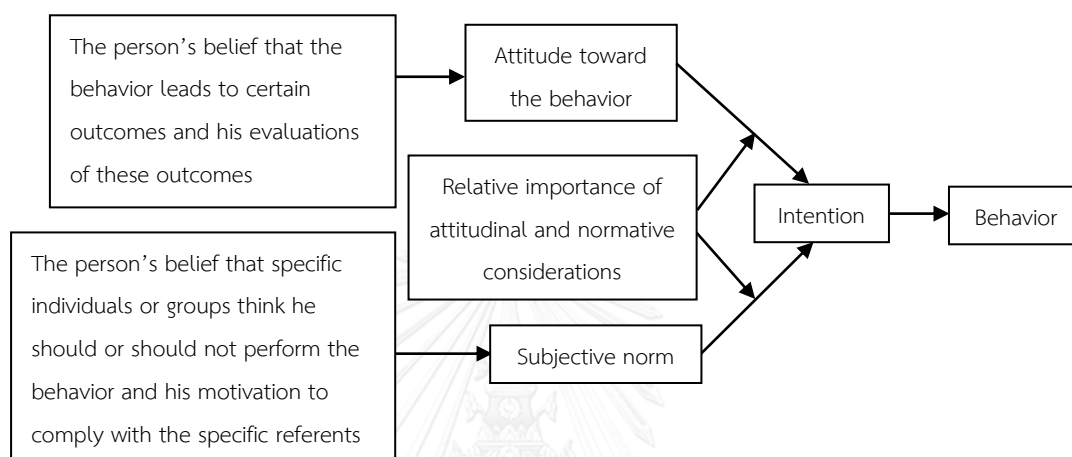 The person's belief that the
behavior leads to certain
outcomes and his evaluations
of these outcomes
Attitude toward
the behavior
Relative importance of
attitudinal and normative
considerations
Intention
Behavior
The person's belief that specific
individuals or groups think he
should or should not perform the
behavior and his motivation to
comply with the specific referents
Subjective norm